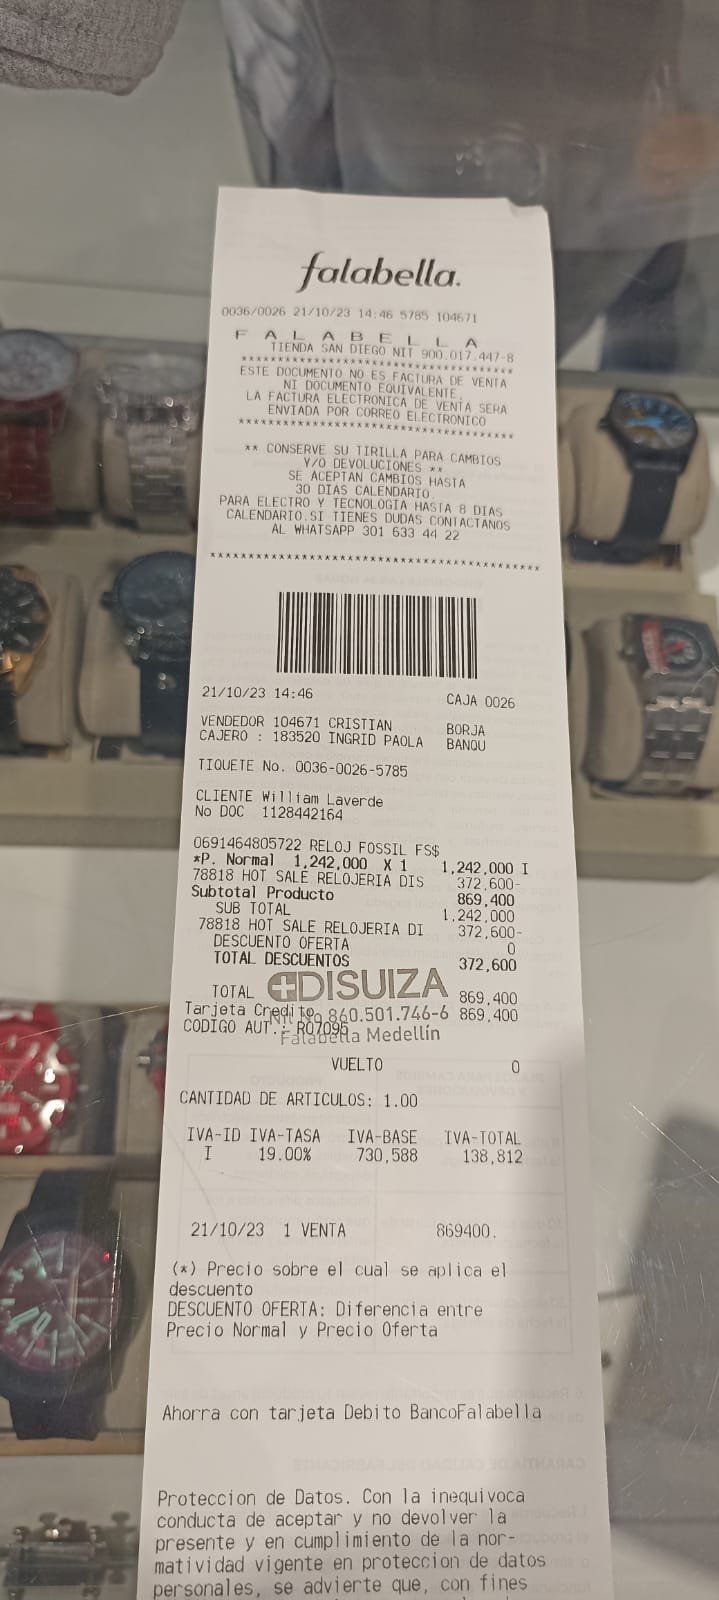 falabella.
0036/0026 21/10/23 14:46 5785 104671
F A L A B E L L A
TIENDA SAN DIEGO NIT 900.017.447-8
****************************************
ESTE DOCUMENTO NO ES FACTURA DE VENTA
NI DOCUMENTO EQUIVALENTE.
LA FACTURA ELECTRONICA DE VENTA SERA
ENVIADA POR CORREO ELECTRONICO
****************************************
** CONSERVE SU TIRILLA PARA CAMBIOS
Y/O DEVOLUCIONES **
SE ACEPTAN CAMBIOS HASTA
30 DIAS CALENDARIO.
PARA ELECTRO Y TECNOLOGIA HASTA 8 DIAS
CALENDARIO.SI TIENES DUDAS CONTACTANOS
AL WHATSAPP 301 633 44 22
************************************************
21/10/23 14:46 CAJA 0026
VENDEDOR 104671 CRISTIAN BORJA
CAJERO : 183520 INGRID PAOLA BANQU
TIQUETE No. 0036-0026-5785
CLIENTE William Laverde
No DOC 1128442164
0691464805722 RELOJ FOSSIL FS$
*P. Normal 1,242,000 X 1 1,242,000 I
78818 HOT SALE RELOJERIA DIS 372,600-
Subtotal Producto 869,400
SUB TOTAL 1,242,000
78818 HOT SALE RELOJERIA DI 372,600-
DESCUENTO OFERTA 0
TOTAL DESCUENTOS 372,600
DISUIZA
TOTAL 869,400
Tarjeta Credito 869,400
Nit No 860.501.746-6
CODIGO AUT.: R07095
Falabella Medellín
VUELTO 0
CANTIDAD DE ARTICULOS: 1.00
IVA-ID IVA-TASA IVA-BASE IVA-TOTAL
I 19.00% 730,588 138,812
21/10/23 1 VENTA 869400.
(*) Precio sobre el cual se aplica el
descuento
DESCUENTO OFERTA: Diferencia entre
Precio Normal y Precio Oferta
Ahorra con tarjeta Debito BancoFalabella
Proteccion de Datos. Con la inequivoca
conducta de aceptar y no devolver la
presente y en cumplimiento de la nor-
matividad vigente en proteccion de datos
personales, se advierte que, con fines